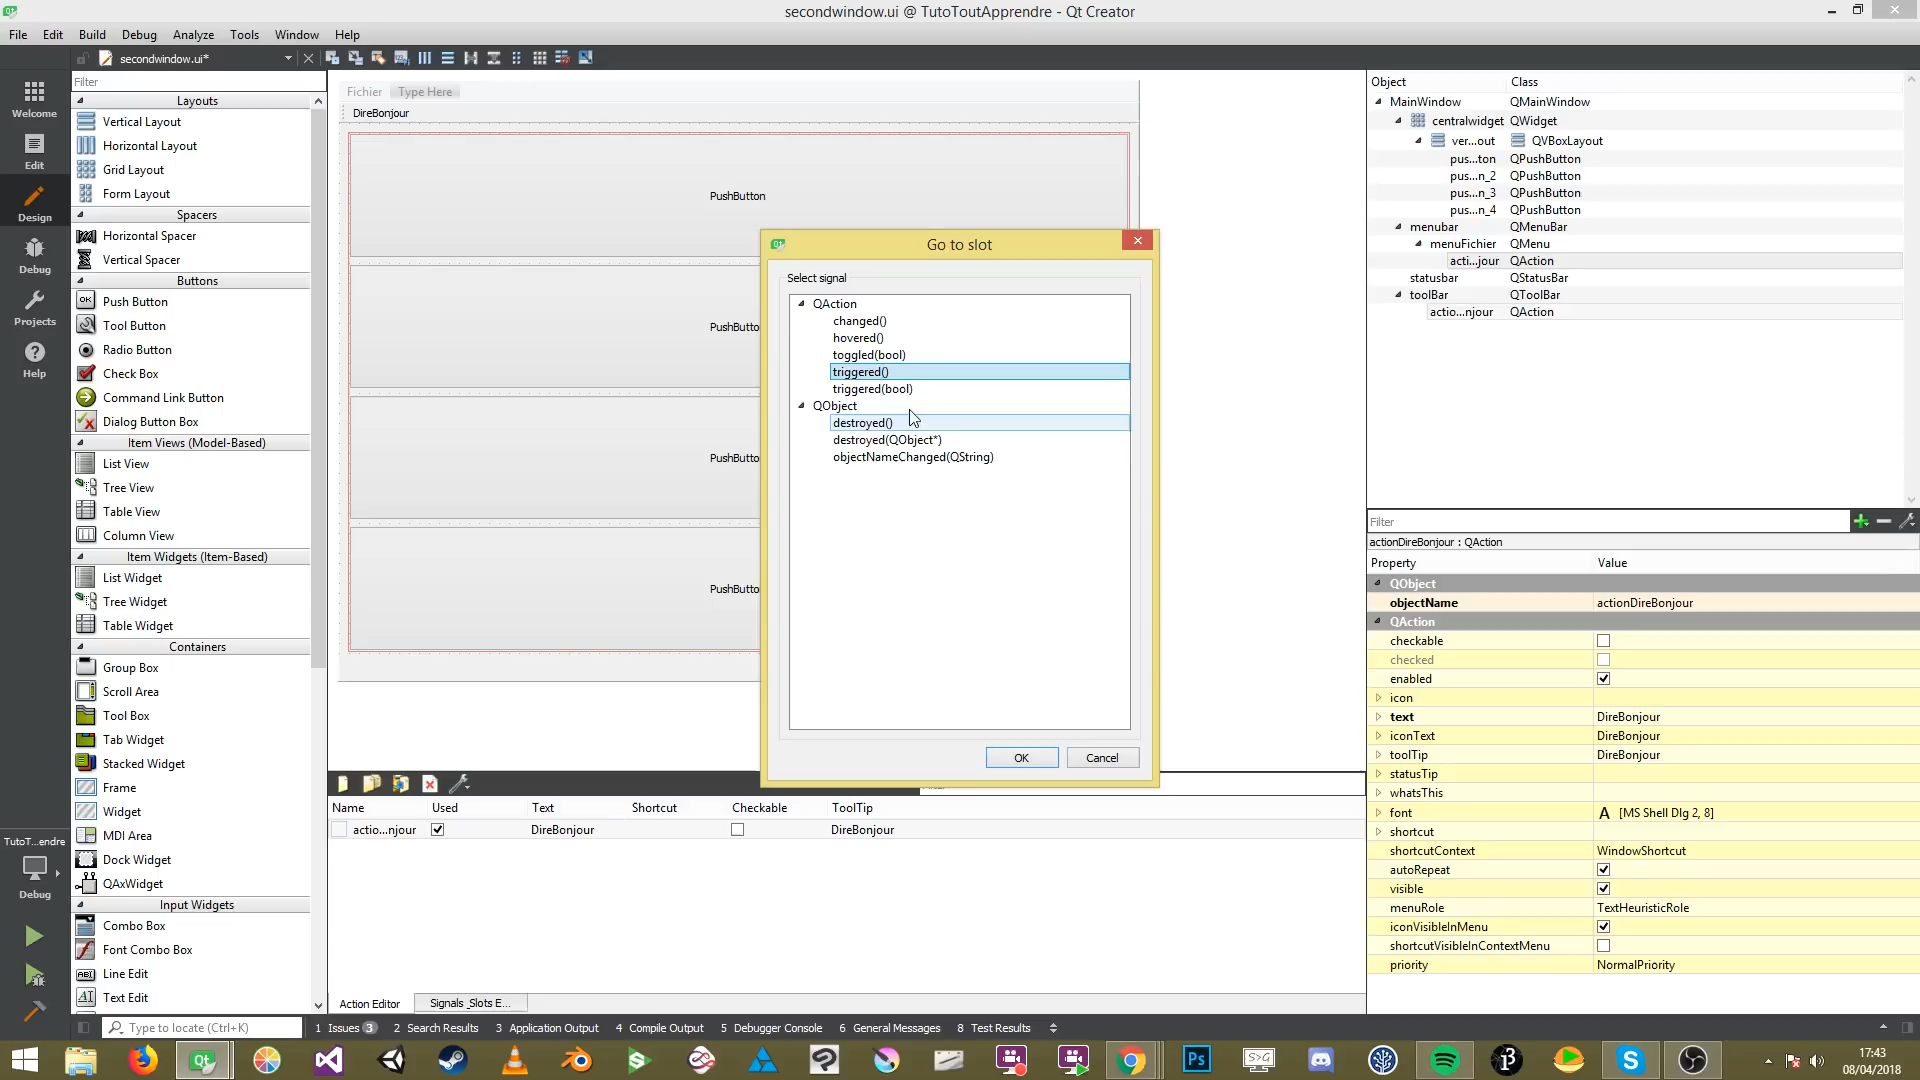 secondwindow.ui @ TutoToutApprendre - Qt Creator
File Edit Build Debug Analyze Tools Window Help
secondwindow.ui*
Filter
Welcome
Edit
Design
Debug
Projects
Help
TutoT...endre
Debug
Layouts
Vertical Layout
Horizontal Layout
Grid Layout
Form Layout
Spacers
Horizontal Spacer
Vertical Spacer
Buttons
Push Button
Tool Button
Radio Button
Check Box
Command Link Button
Dialog Button Box
Item Views (Model-Based)
List View
Tree View
Table View
Column View
Item Widgets (Item-Based)
List Widget
Tree Widget
Table Widget
Containers
Group Box
Scroll Area
Tool Box
Tab Widget
Stacked Widget
Frame
Widget
MDI Area
Dock Widget
QAxWidget
Input Widgets
Combo Box
Font Combo Box
Line Edit
Text Edit
Fichier Type Here
DireBonjour
PushButton
PushButto
PushButto
PushButto
Go to slot
Select signal
QAction
changed()
hovered()
toggled(bool)
triggered()
triggered(bool)
QObject
destroyed()
destroyed(QObject*)
objectNameChanged(QString)
OK Cancel
Name Used Text Shortcut Checkable ToolTip
actio...njour DireBonjour DireBonjour
Action Editor Signals _Slots E...
Object Class
MainWindow QMainWindow
centralwidget QWidget
ver...out QVBoxLayout
pus...ton QPushButton
pus...n_2 QPushButton
pus...n_3 QPushButton
pus...n_4 QPushButton
menubar QMenuBar
menuFichier QMenu
acti...jour QAction
statusbar QStatusBar
toolBar QToolBar
actio...njour QAction
Filter
actionDireBonjour : QAction
Property Value
QObject
objectName actionDireBonjour
QAction
checkable
checked
enabled
icon
text DireBonjour
iconText DireBonjour
toolTip DireBonjour
statusTip
whatsThis
font A [MS Shell Dlg 2, 8]
shortcut
shortcutContext WindowShortcut
autoRepeat
visible
menuRole TextHeuristicRole
iconVisibleInMenu
shortcutVisibleInContextMenu
priority NormalPriority
Type to locate (Ctrl+K) 1 Issues 3 2 Search Results 3 Application Output 4 Compile Output 5 Debugger Console 6 General Messages 8 Test Results
17:43
08/04/2018